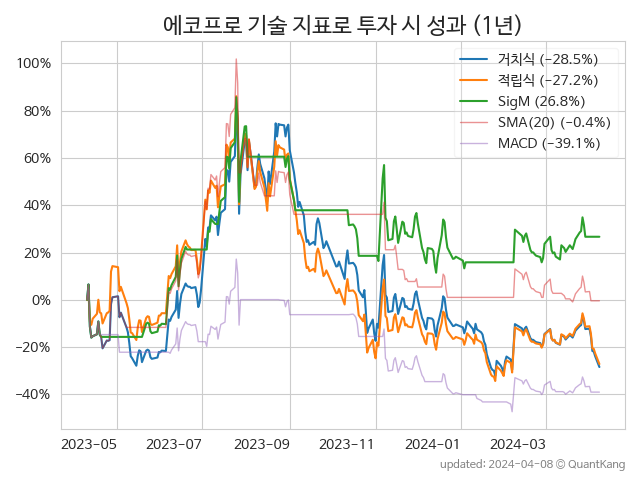 에코프로 기술 지표로 투자 시 성과 (1년)
거치식 (−28.5%)
적립식 (−27.2%)
SigM (26.8%)
SMA(20) (−0.4%)
MACD (−39.1%)
100%
80%
60%
40%
20%
0%
−20%
−40%
2023-05 2023-07 2023-09 2023-11 2024-01 2024-03
updated: 2024-04-08 © QuantKang